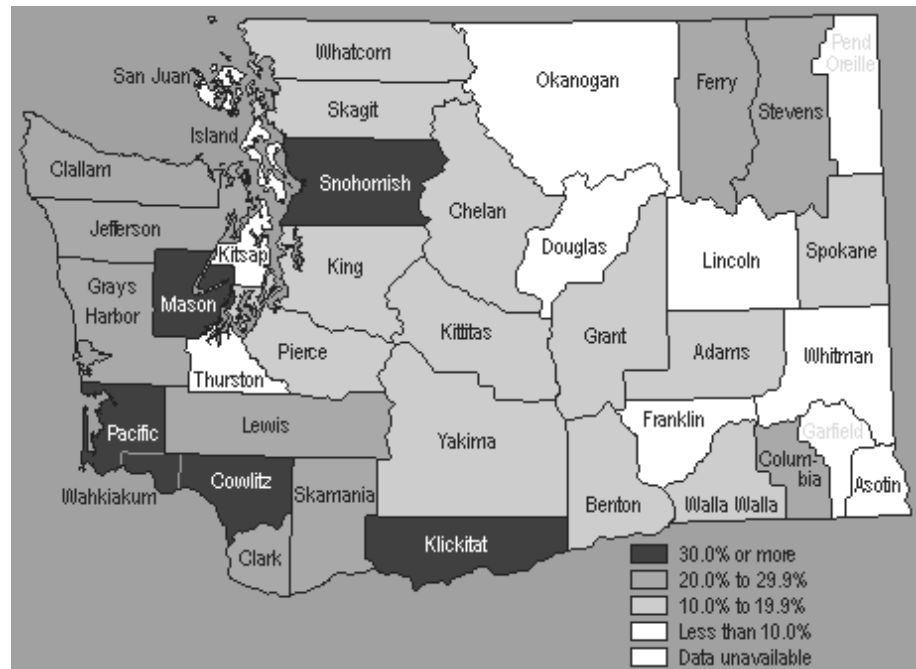 Whatcom
San Juan
Okanogan
Pend
Oreille
Ferry
Stevens
Skagit
Island
Clallam
Snohomish
Chelan
Jefferson
Kitsap
Douglas
Lincoln
Spokane
King
Grays
Harbor
Mason
Kittitas
Grant
Pierce
Adams
Whitman
Thurston
Pacific
Lewis
Yakima
Franklin
Garfield
Colum-
bia
Asotin
Wahkiakum
Cowlitz
Skamania
Benton
Walla Walla
Klickitat
Clark
30.0% or more
20.0% to 29.9%
10.0% to 19.9%
Less than 10.0%
Data unavailable